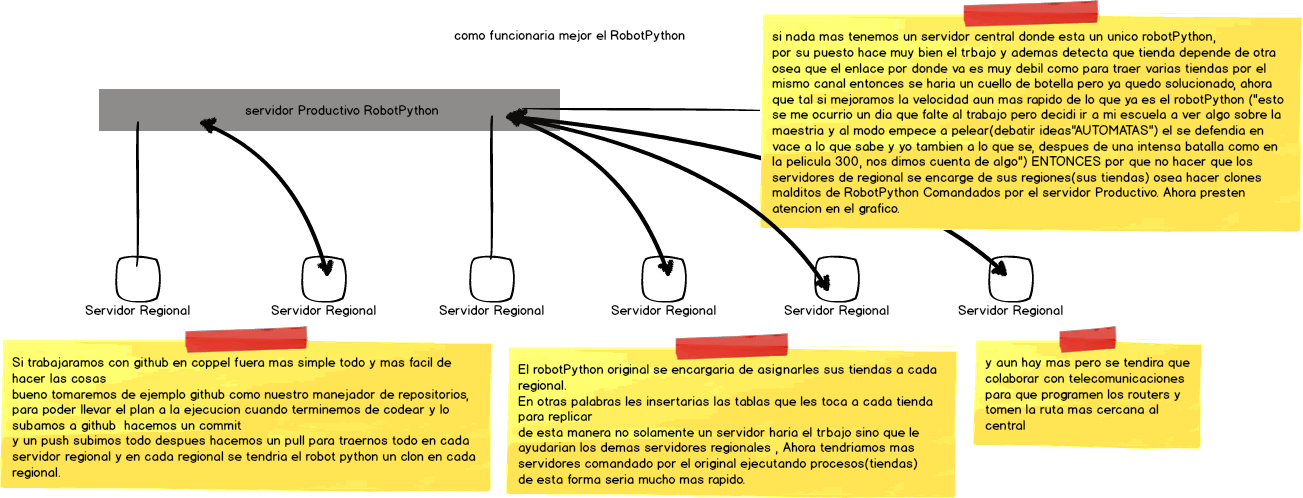 como funcionaria mejor el RobotPython
si nada mas tenemos un servidor central donde esta un unico robotPython,
por su puesto hace muy bien el trbajo y ademas detecta que tienda depende de otra
osea que el enlace por donde va es muy debil como para traer varias tiendas por el
mismo canal entonces se haria un cuello de botella pero ya quedo solucionado, ahora
que tal si mejoramos la velocidad aun mas rapido de lo que ya es el robotPython ("esto
se me ocurrio un dia que falte al trabajo pero decidi ir a mi escuela a ver algo sobre la
maestria y al modo empece a pelear(debatir ideas"AUTOMATAS") el se defendia en
vace a lo que sabe y yo tambien a lo que se, despues de una intensa batalla como en
la pelicula 300, nos dimos cuenta de algo") ENTONCES por que no hacer que los
servidores de regional se encarge de sus regiones(sus tiendas) osea hacer clones
malditos de RobotPython Comandados por el servidor Productivo. Ahora presten
atencion en el grafico.
servidor Productivo RobotPython
Servidor Regional
Servidor Regional
Servidor Regional
Servidor Regional
Servidor Regional
Servidor Regional
Si trabajaramos con github en coppel fuera mas simple todo y mas facil de
hacer las cosas
bueno tomaremos de ejemplo github como nuestro manejador de repositorios,
para poder llevar el plan a la ejecucion cuando terminemos de codear y lo
subamos a github  hacemos un commit
y un push subimos todo despues hacemos un pull para traernos todo en cada
servidor regional y en cada regional se tendria el robot python un clon en cada
regional.
El robotPython original se encargaria de asignarles sus tiendas a cada
regional.
En otras palabras les insertarias las tablas que les toca a cada tienda
para replicar
de esta manera no solamente un servidor haria el trbajo sino que le
ayudarian los demas servidores regionales , Ahora tendriamos mas
servidores comandado por el original ejecutando procesos(tiendas)
de esta forma seria mucho mas rapido.
y aun hay mas pero se tendira que
colaborar con telecomunicaciones
para que programen los routers y
tomen la ruta mas cercana al
central